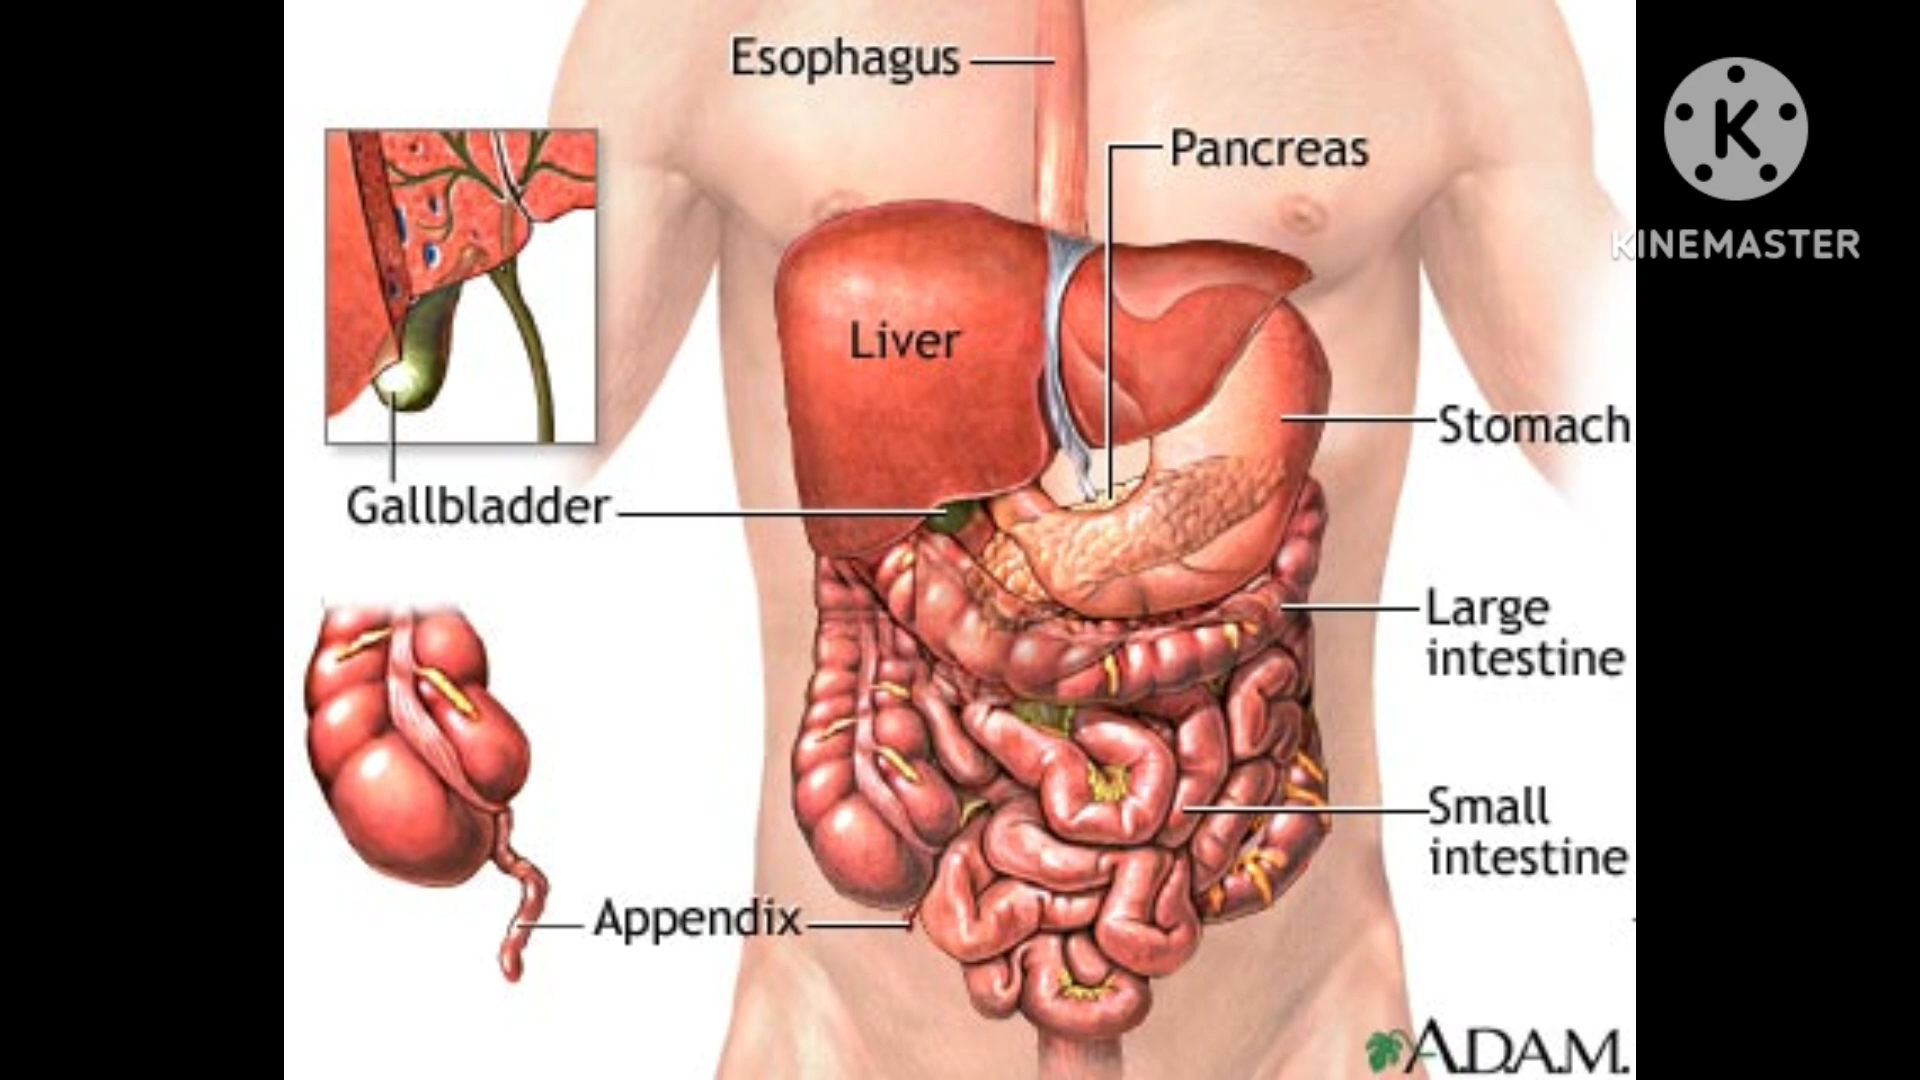 Esophagus
Pancreas
K
KINEMASTER
Liver
Stomach
Gallbladder
Large
intestine
Small
intestine
Appendix
A.D.A.M.